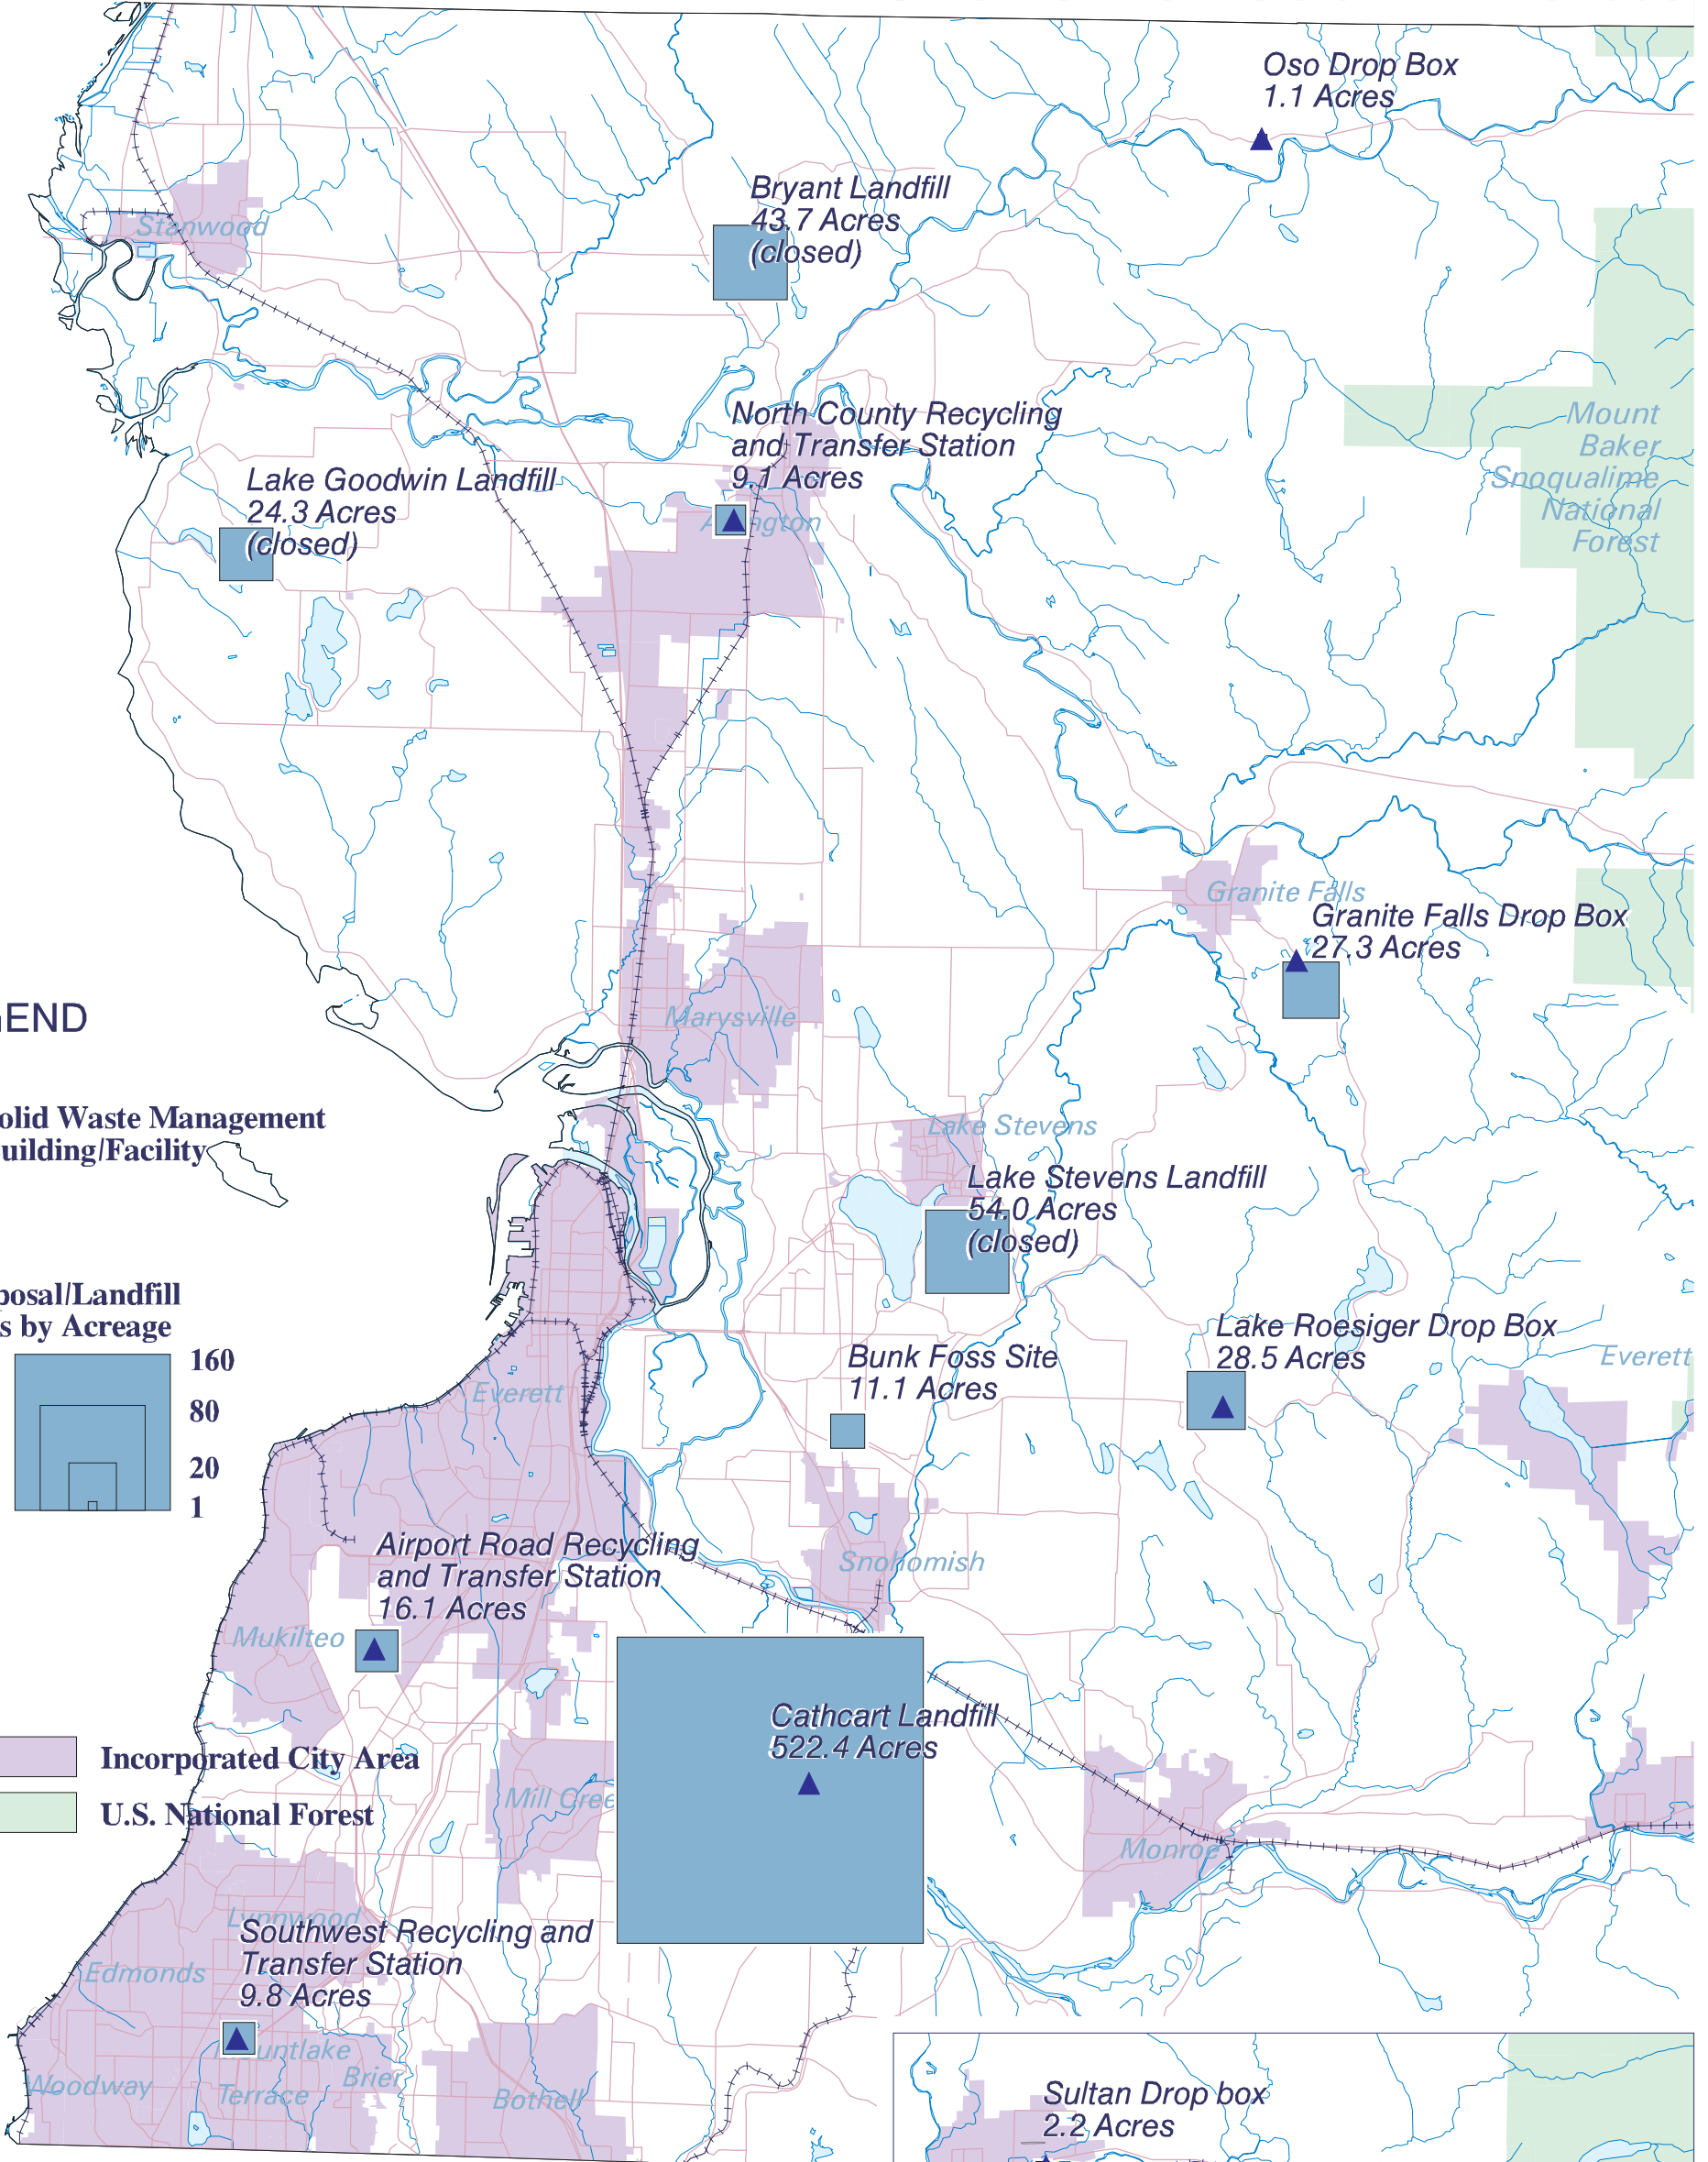 Oso Drop Box
1.1 Acres
Bryant Landfill
43.7 Acres
(closed)
Stanwood
North County Recycling
and Transfer Station
9.1 Acres
Mount
Baker
Snoqualime
National
Forest
Lake Goodwin Landfill
24.3 Acres
(closed)
Granite Falls
Granite Falls Drop Box
27.3 Acres
Marysville
Lake Stevens
Lake Stevens Landfill
54.0 Acres
(closed)
Lake Roesiger Drop Box
28.5 Acres
Everett
Bunk Foss Site
11.1 Acres
Everett
Snohomish
Airport Road Recycling
and Transfer Station
16.1 Acres
Mukilteo
Cathcart Landfill
522.4 Acres
Mill Cree
Monroe
Lynnwood
Southwest Recycling and
Transfer Station
9.8 Acres
Edmonds
Woodway
Terrace
Brier
Bothell
Sultan Drop box
2.2 Acres
END
olid Waste Management
uilding/Facility
posal/Landfill
s by Acreage
160
80
20
1
Incorporated City Area
U.S. National Forest